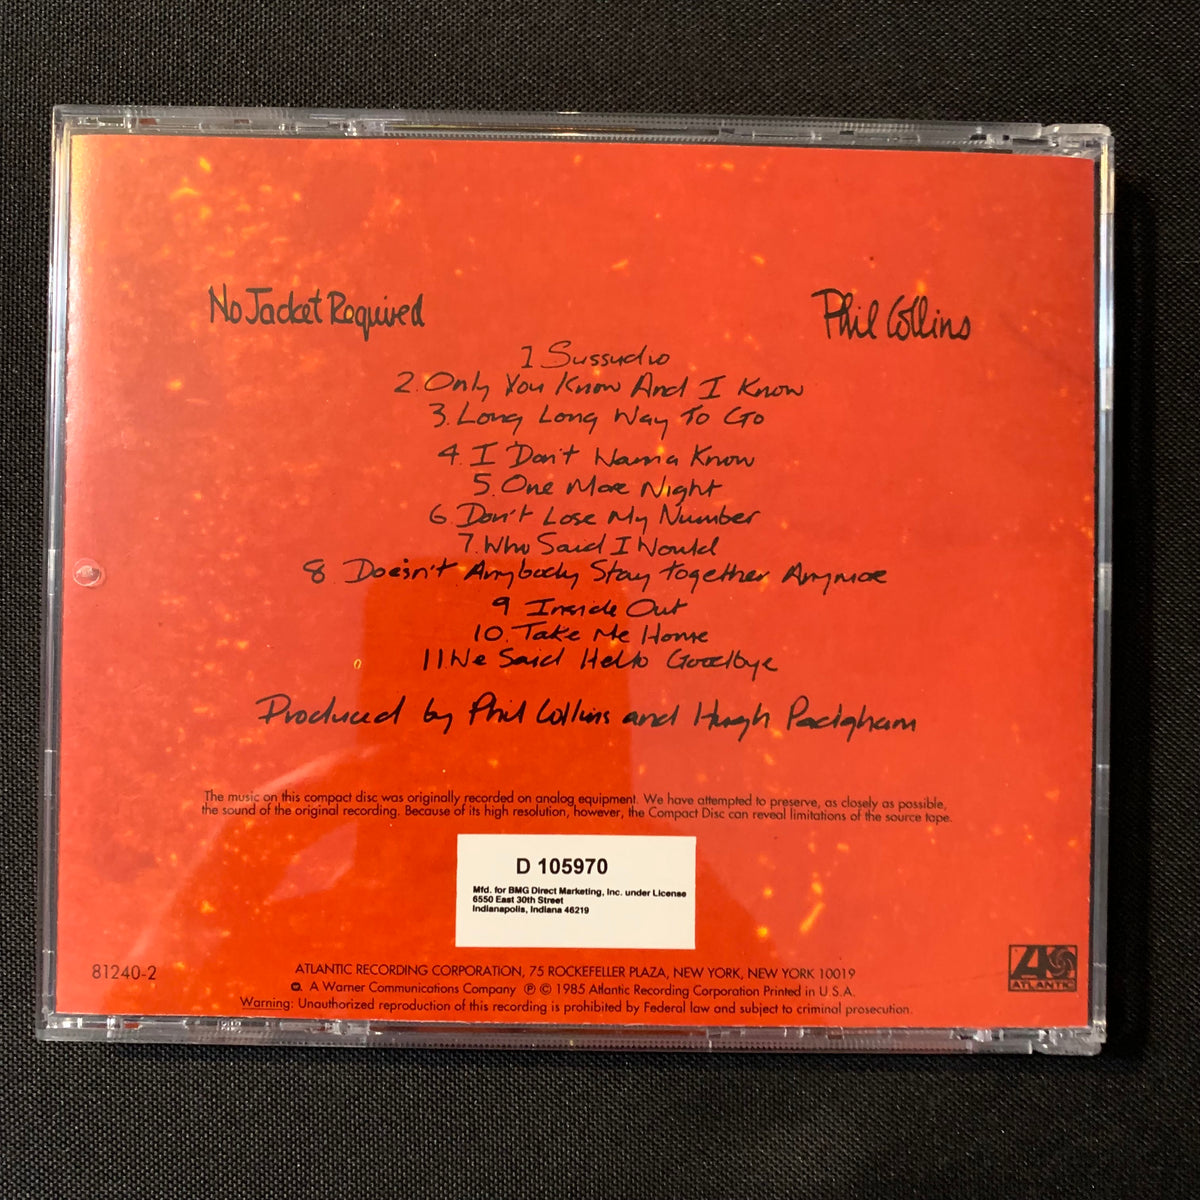 No Jacket Required
Phil Collins
1 Sussudio
2. Only You Know And I Know
3. Long Long Way To Go
4. I Don't Wanna Know
5. One More Night
6. Don't Lose My Number
7. Who Said I Would
8 Doesn't Anybody Stay Together Anymore
9 Inside Out
10. Take Me Home
11 We Said Hello Goodbye
Produced by Phil Collins and Hugh Padgham
The music on this compact disc was originally recorded on analog equipment. We have attempted to preserve, as closely as possible,
the sound of the original recording. Because of its high resolution, however, the Compact Disc can reveal limitations of the source tape.
D 105970
Mfd. for BMG Direct Marketing, Inc. under License
6550 East 30th Street
Indianapolis, Indiana 46219
81240-2
ATLANTIC RECORDING CORPORATION, 75 ROCKEFELLER PLAZA, NEW YORK, NEW YORK 10019
A Warner Communications Company ℗ © 1985 Atlantic Recording Corporation Printed in U.S.A.
Warning: Unauthorized reproduction of this recording is prohibited by Federal law and subject to criminal prosecution.
ATLANTIC